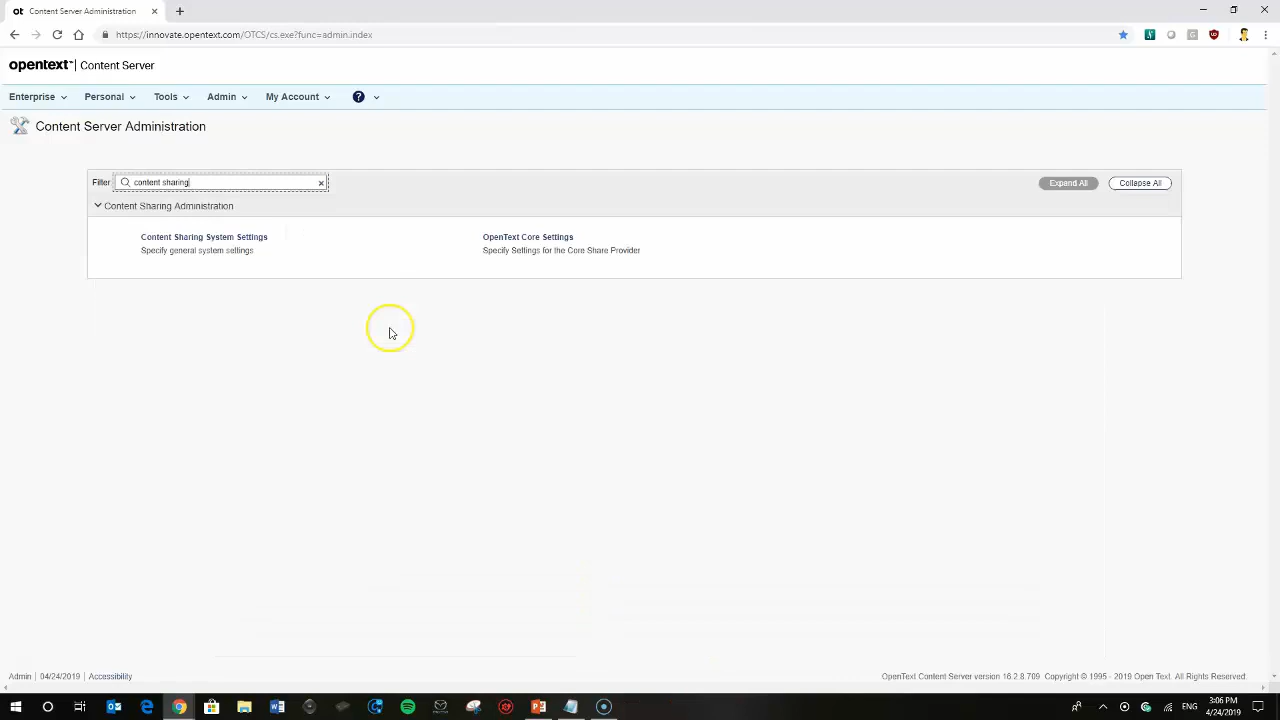 Content Server Administration
https://innovate.opentext.com/OTCS/cs.exe?func=admin.index
opentext™ | Content Server
Enterprise Personal Tools Admin My Account ?
Content Server Administration
Filter content sharing Expand All Collapse All
Content Sharing Administration
Content Sharing System Settings OpenText Core Settings
Specify general system settings Specify Settings for the Core Share Provider
Admin | 04/24/2019 | Accessibility OpenText Content Server version 16.2.8.709 Copyright © 1995 - 2019 Open Text. All Rights Reserved.
ENG 3:06 PM
4/24/2019